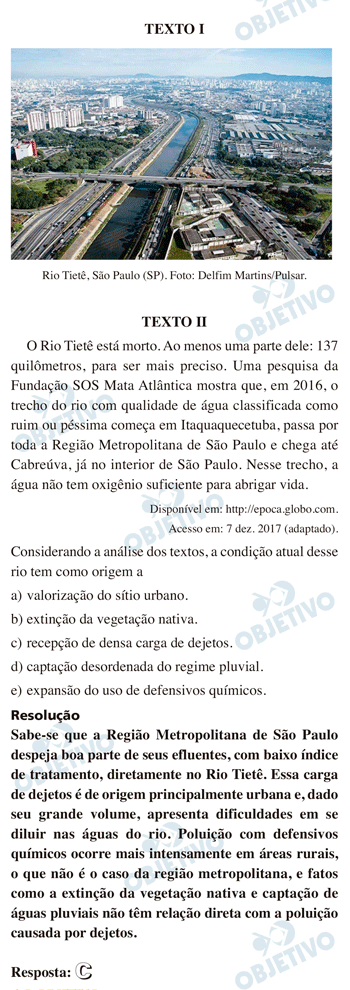 OBJETIVO
TEXTO I
Rio Tietê, São Paulo (SP). Foto: Delfim Martins/Pulsar.
OBJETIVO
TEXTO II
O Rio Tietê está morto. Ao menos uma parte dele: 137
quilômetros, para ser mais preciso. Uma pesquisa da
Fundação SOS Mata Atlântica mostra que, em 2016, o
trecho do rio com qualidade de água classificada como
ruim ou péssima começa em Itaquaquecetuba, passa por
toda a Região Metropolitana de São Paulo e chega até
Cabreúva, já no interior de São Paulo. Nesse trecho, a
água não tem oxigênio suficiente para abrigar vida.
OBJETIVO
Disponível em: http://epoca.globo.com.
Acesso em: 7 dez. 2017 (adaptado).
OBJETIVO
Considerando a análise dos textos, a condição atual desse
rio tem como origem a
a) valorização do sítio urbano.
b) extinção da vegetação nativa.
c) recepção de densa carga de dejetos.
OBJETIVO
d) captação desordenada do regime pluvial.
e) expansão do uso de defensivos químicos.
Resolução
Sabe-se que a Região Metropolitana de São Paulo
despeja boa parte de seus efluentes, com baixo índice
de tratamento, diretamente no Rio Tietê. Essa carga
de dejetos é de origem principalmente urbana e, dado
seu grande volume, apresenta dificuldades em se
diluir nas águas do rio. Poluição com defensivos
químicos ocorre mais intensamente em áreas rurais,
o que não é o caso da região metropolitana, e fatos
como a extinção da vegetação nativa e captação de
águas pluviais não têm relação direta com a poluição
causada por dejetos.
OBJETIVO
OBJETIVO
Resposta: C
OBJETIVO